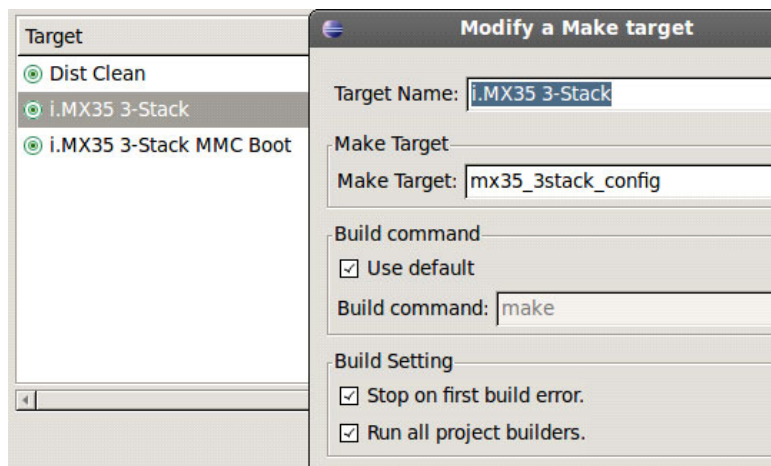 Target
Dist Clean
i.MX35 3-Stack
i.MX35 3-Stack MMC Boot
Modify a Make target
Target Name: i.MX35 3-Stack
Make Target
Make Target: mx35_3stack_config
Build command
Use default
Build command: make
Build Setting
Stop on first build error.
Run all project builders.